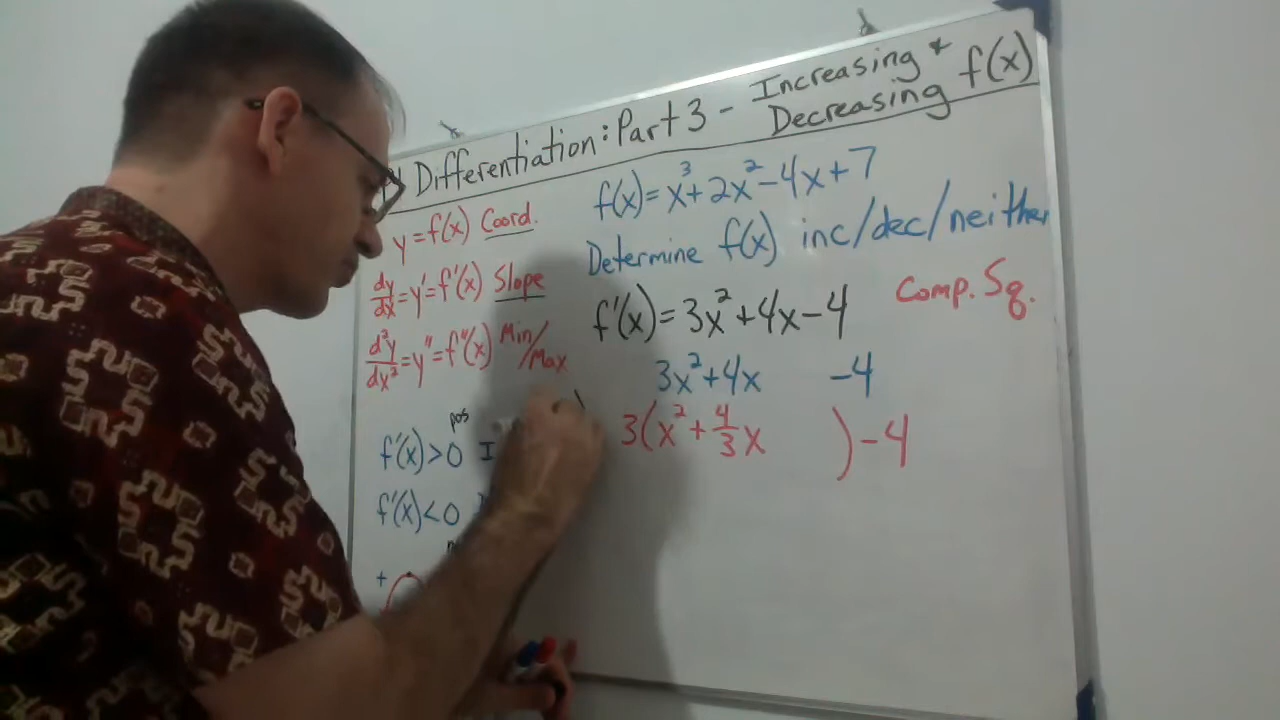 Differentiation: Part 3 - Increasing + Decreasing f(x)
y = f(x) Coord.
dy/dx = y' = f'(x) Slope
d²y/dx² = y" = f"(x) Min/Max
pos
f'(x) > 0 I
f'(x) < 0
+
f(x) = x³ + 2x² - 4x + 7
Determine f(x) inc/dec/neither
f'(x) = 3x² + 4x - 4
Comp. Sq.
3x² + 4x - 4
3(x² + 4/3 x ) - 4